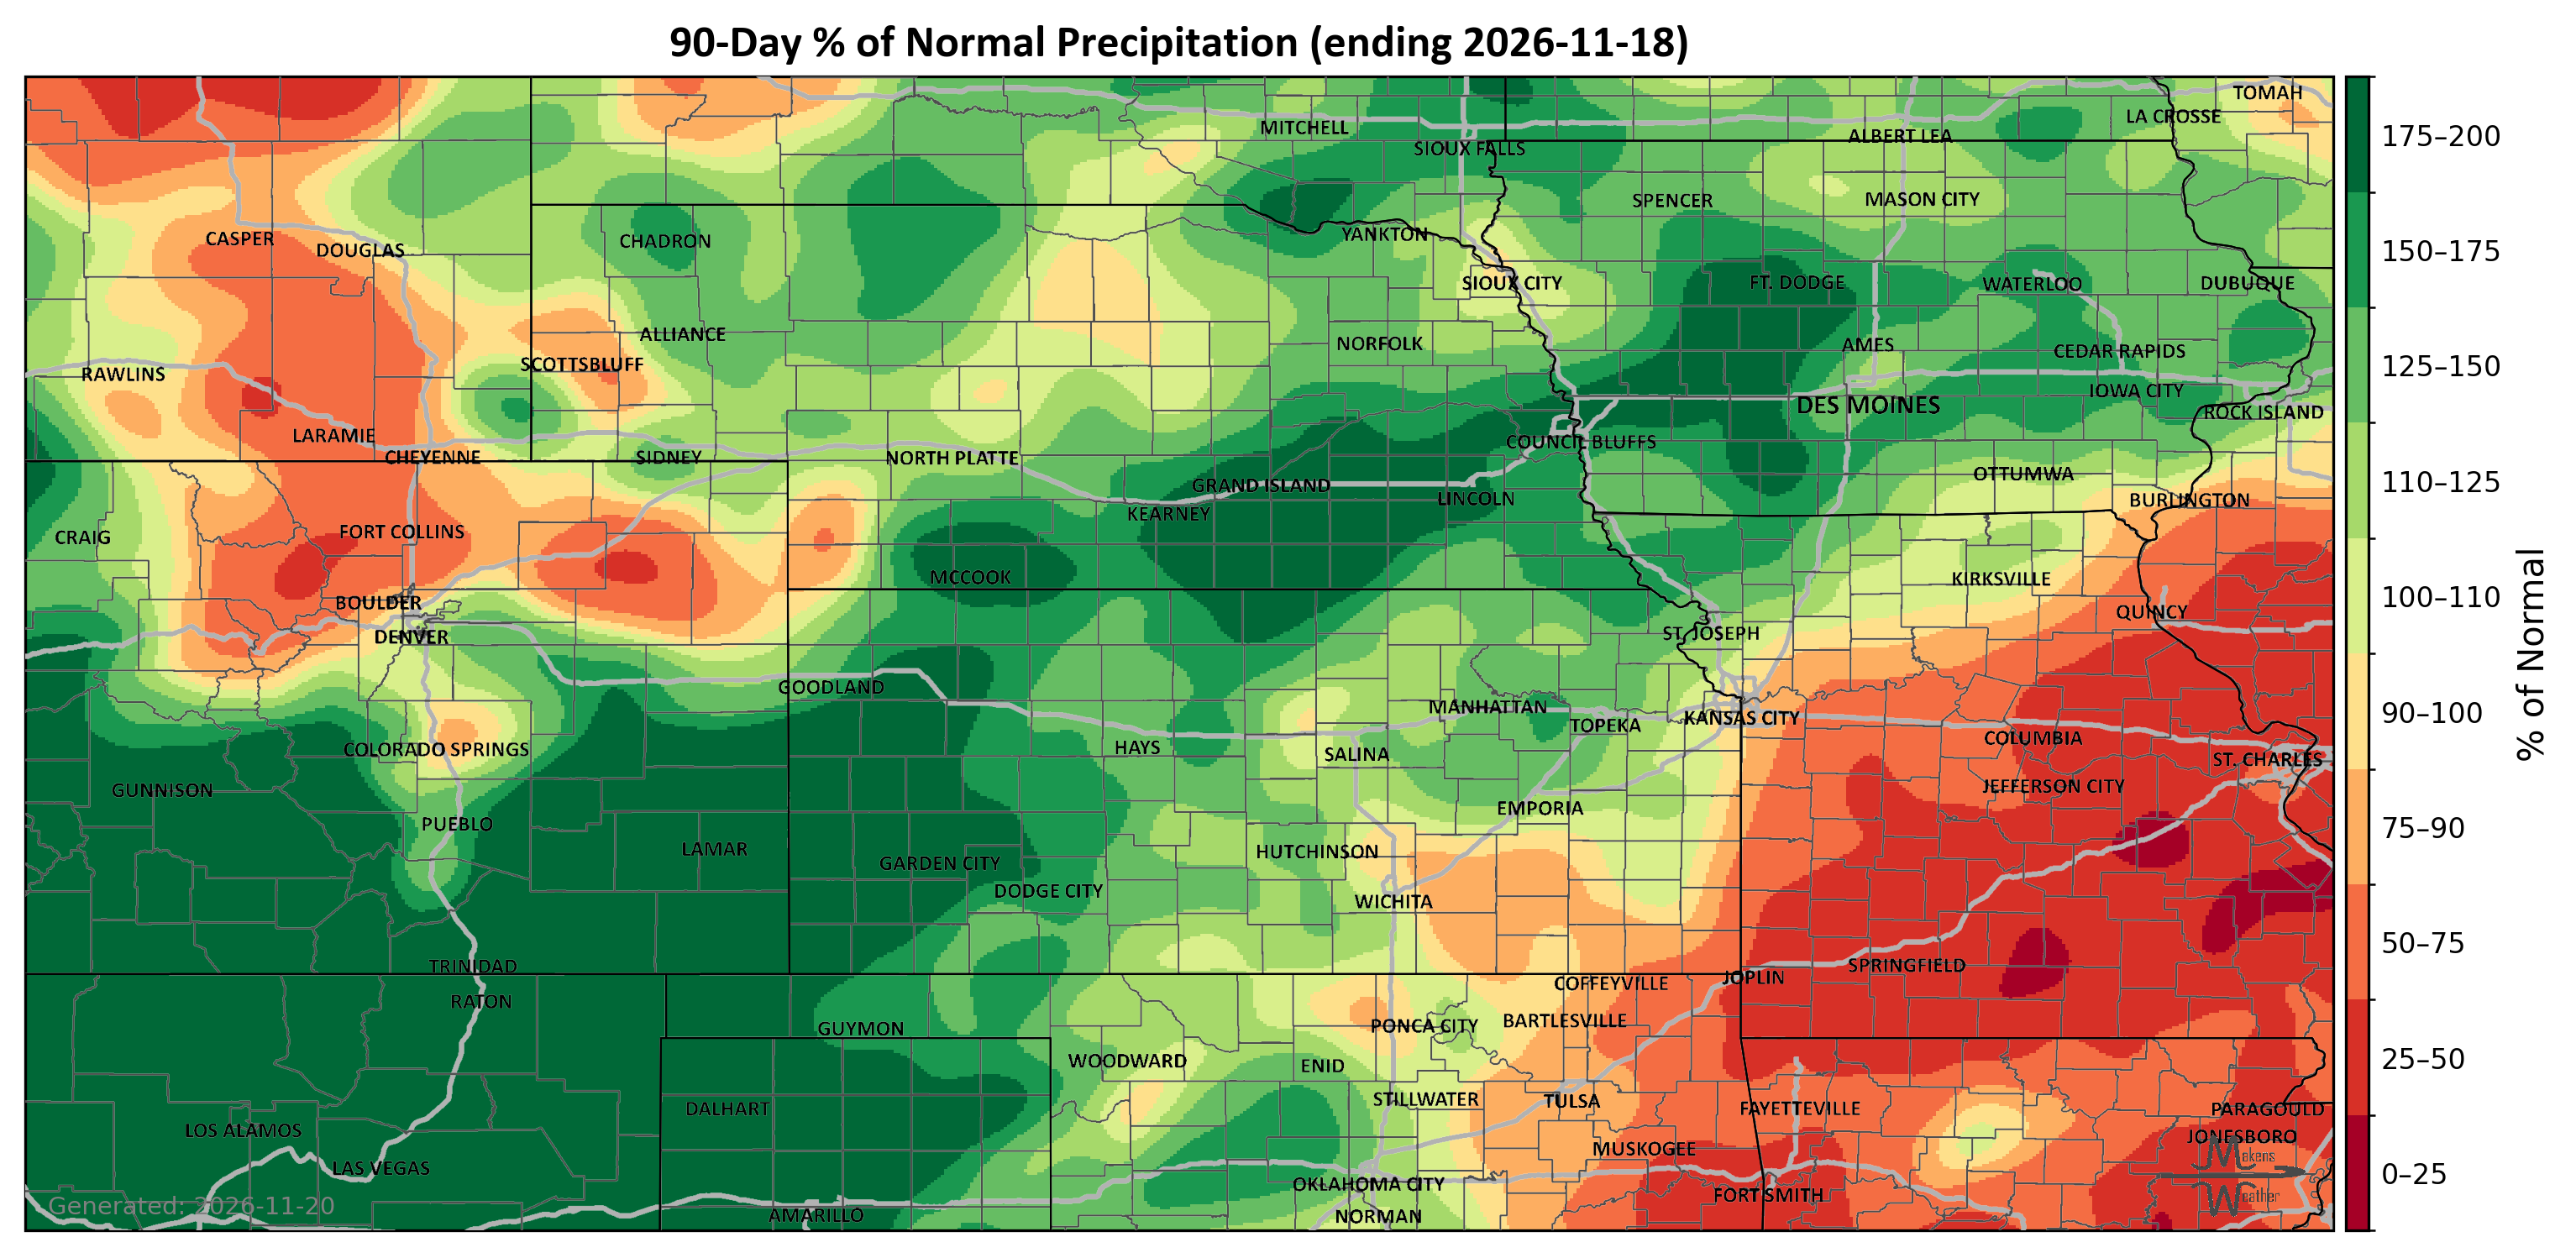 90-Day % of Normal Precipitation (ending 2026-11-18)
TOMAH
LA CROSSE
MITCHELL
ALBERT LEA
SIOUX FALLS
SPENCER
MASON CITY
CASPER
DOUGLAS
CHADRON
YANKTON
SIOUX CITY
FT. DODGE
WATERLOO
DUBUQUE
ALLIANCE
NORFOLK
AMES
CEDAR RAPIDS
SCOTTSBLUFF
RAWLINS
IOWA CITY
DES MOINES
ROCK ISLAND
LARAMIE
COUNCIL BLUFFS
CHEYENNE
SIDNEY
NORTH PLATTE
OTTUMWA
GRAND ISLAND
LINCOLN
BURLINGTON
KEARNEY
FORT COLLINS
CRAIG
MCCOOK
KIRKSVILLE
BOULDER
QUINCY
DENVER
ST. JOSEPH
GOODLAND
MANHATTAN
TOPEKA
KANSAS CITY
COLUMBIA
COLORADO SPRINGS
HAYS
SALINA
ST. CHARLES
GUNNISON
JEFFERSON CITY
EMPORIA
PUEBLO
LAMAR
GARDEN CITY
HUTCHINSON
DODGE CITY
WICHITA
TRINIDAD
SPRINGFIELD
JOPLIN
COFFEYVILLE
RATON
GUYMON
PONCA CITY
BARTLESVILLE
WOODWARD
ENID
STILLWATER
TULSA
DALHART
FAYETTEVILLE
PARAGOULD
LOS ALAMOS
JONESBORO
MUSKOGEE
LAS VEGAS
OKLAHOMA CITY
FORT SMITH
AMARILLO
NORMAN
Generated: 2026-11-20
Makens
Weather
175–200
150–175
125–150
110–125
100–110
90–100
75–90
50–75
25–50
0–25
% of Normal